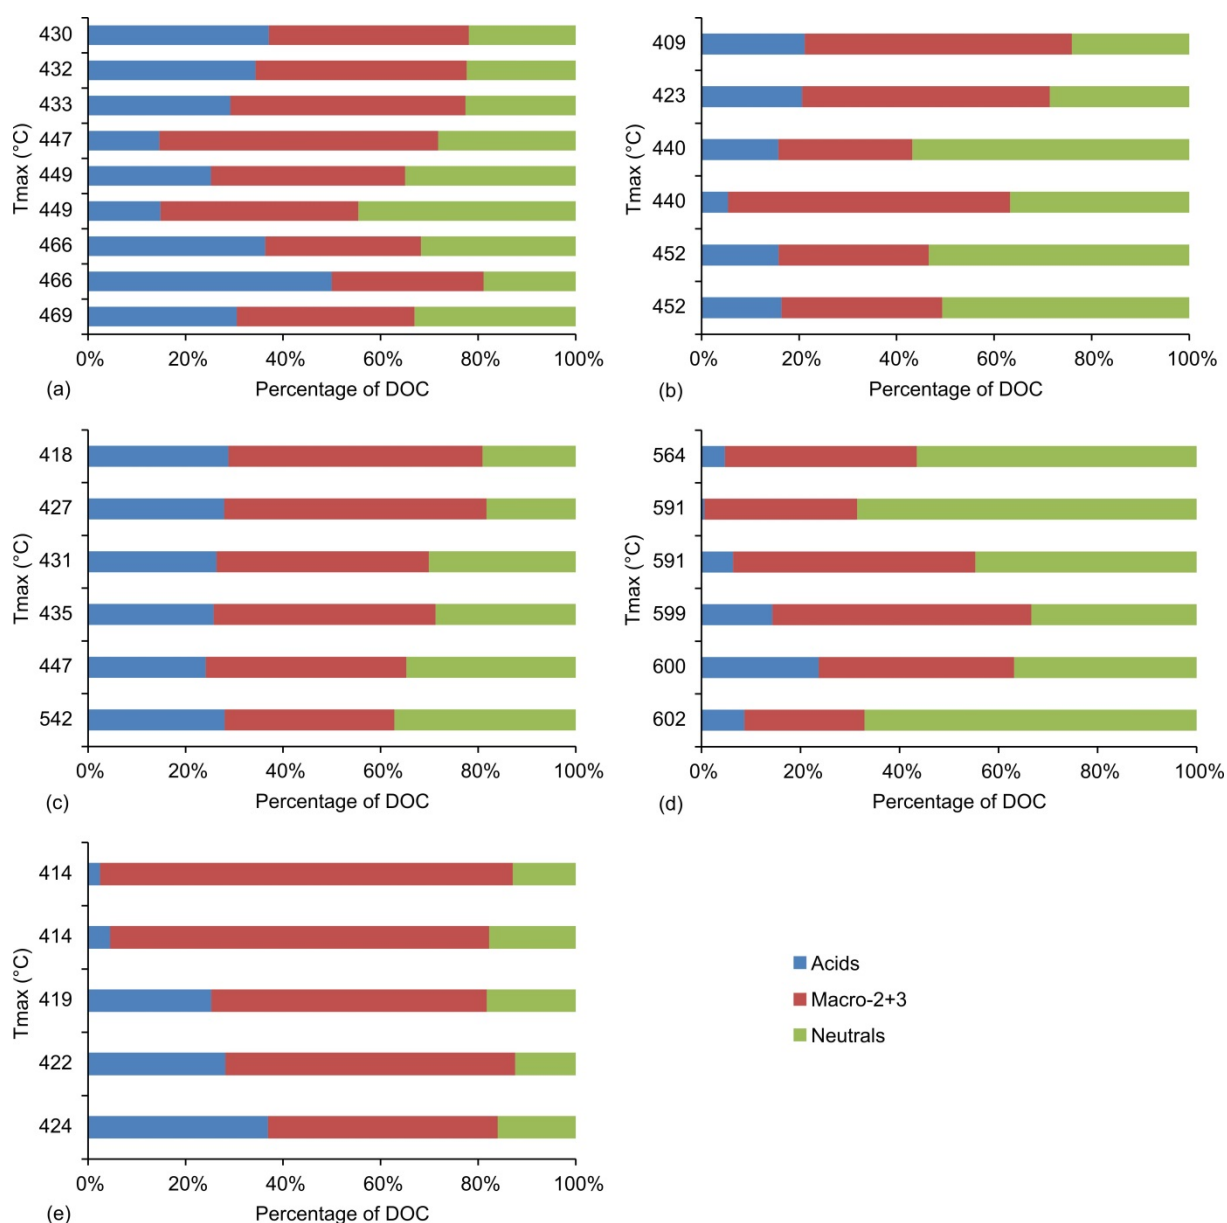 430
432
433
447
449
449
466
466
469
Tmax (°C)
0% 20% 40% 60% 80% 100%
(a) Percentage of DOC
409
423
440
440
452
452
Tmax (°C)
0% 20% 40% 60% 80% 100%
(b) Percentage of DOC
418
427
431
435
447
542
Tmax (°C)
0% 20% 40% 60% 80% 100%
(c) Percentage of DOC
564
591
591
599
600
602
Tmax (°C)
0% 20% 40% 60% 80% 100%
(d) Percentage of DOC
414
414
419
422
424
Tmax (°C)
0% 20% 40% 60% 80% 100%
(e) Percentage of DOC
Acids
Macro-2+3
Neutrals